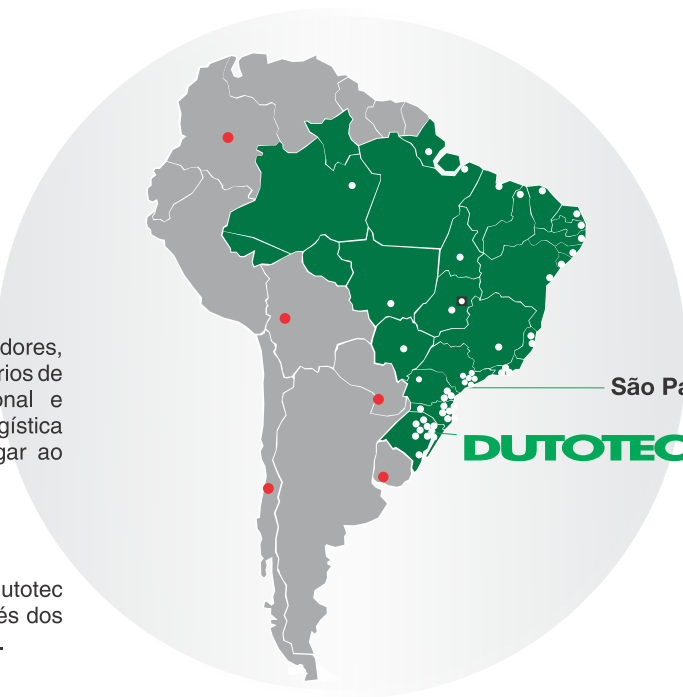 dores,
rios de
onal e
gística
gar ao
São Pa
DUTOTEC
utotec
és dos